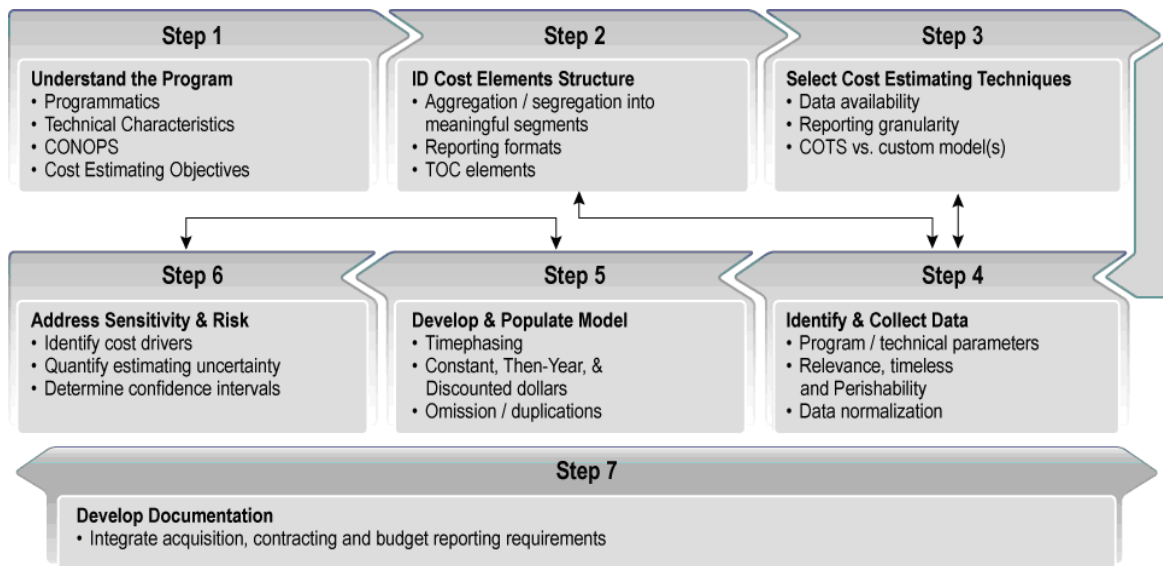 Step 1
Understand the Program
• Programmatics
• Technical Characteristics
• CONOPS
• Cost Estimating Objectives
Step 2
ID Cost Elements Structure
• Aggregation / segregation into
meaningful segments
• Reporting formats
• TOC elements
Step 3
Select Cost Estimating Techniques
• Data availability
• Reporting granularity
• COTS vs. custom model(s)
Step 6
Address Sensitivity & Risk
• Identify cost drivers
• Quantify estimating uncertainty
• Determine confidence intervals
Step 5
Develop & Populate Model
• Timephasing
• Constant, Then-Year, &
Discounted dollars
• Omission / duplications
Step 4
Identify & Collect Data
• Program / technical parameters
• Relevance, timeless
and Perishability
• Data normalization
Step 7
Develop Documentation
• Integrate acquisition, contracting and budget reporting requirements